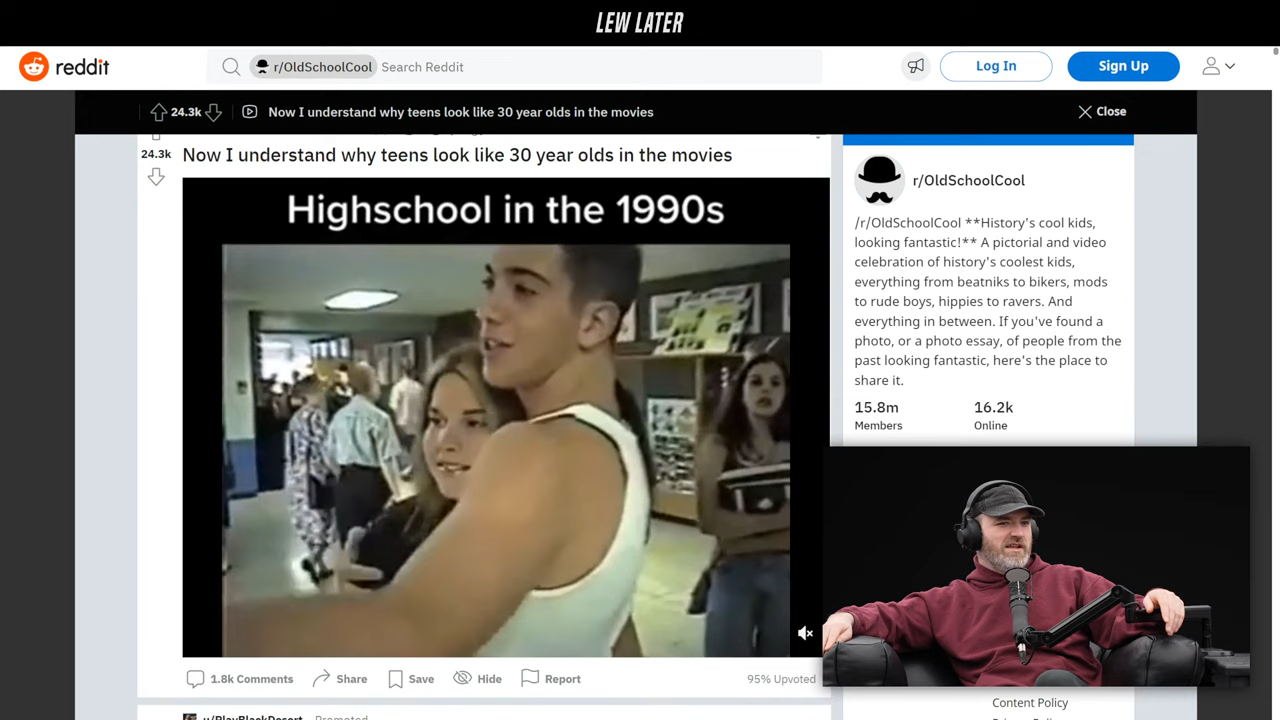 LEW LATER
reddit
r/OldSchoolCool Search Reddit
Log In
Sign Up
24.3k Now I understand why teens look like 30 year olds in the movies
Close
24.3k
Now I understand why teens look like 30 year olds in the movies
Highschool in the 1990s
1.8k Comments
Share
Save
Hide
Report
95% Upvoted
Promoted
r/OldSchoolCool
/r/OldSchoolCool **History's cool kids,
looking fantastic!** A pictorial and video
celebration of history's coolest kids,
everything from beatniks to bikers, mods
to rude boys, hippies to ravers. And
everything in between. If you've found a
photo, or a photo essay, of people from the
past looking fantastic, here's the place to
share it.
15.8m
Members
16.2k
Online
Content Policy